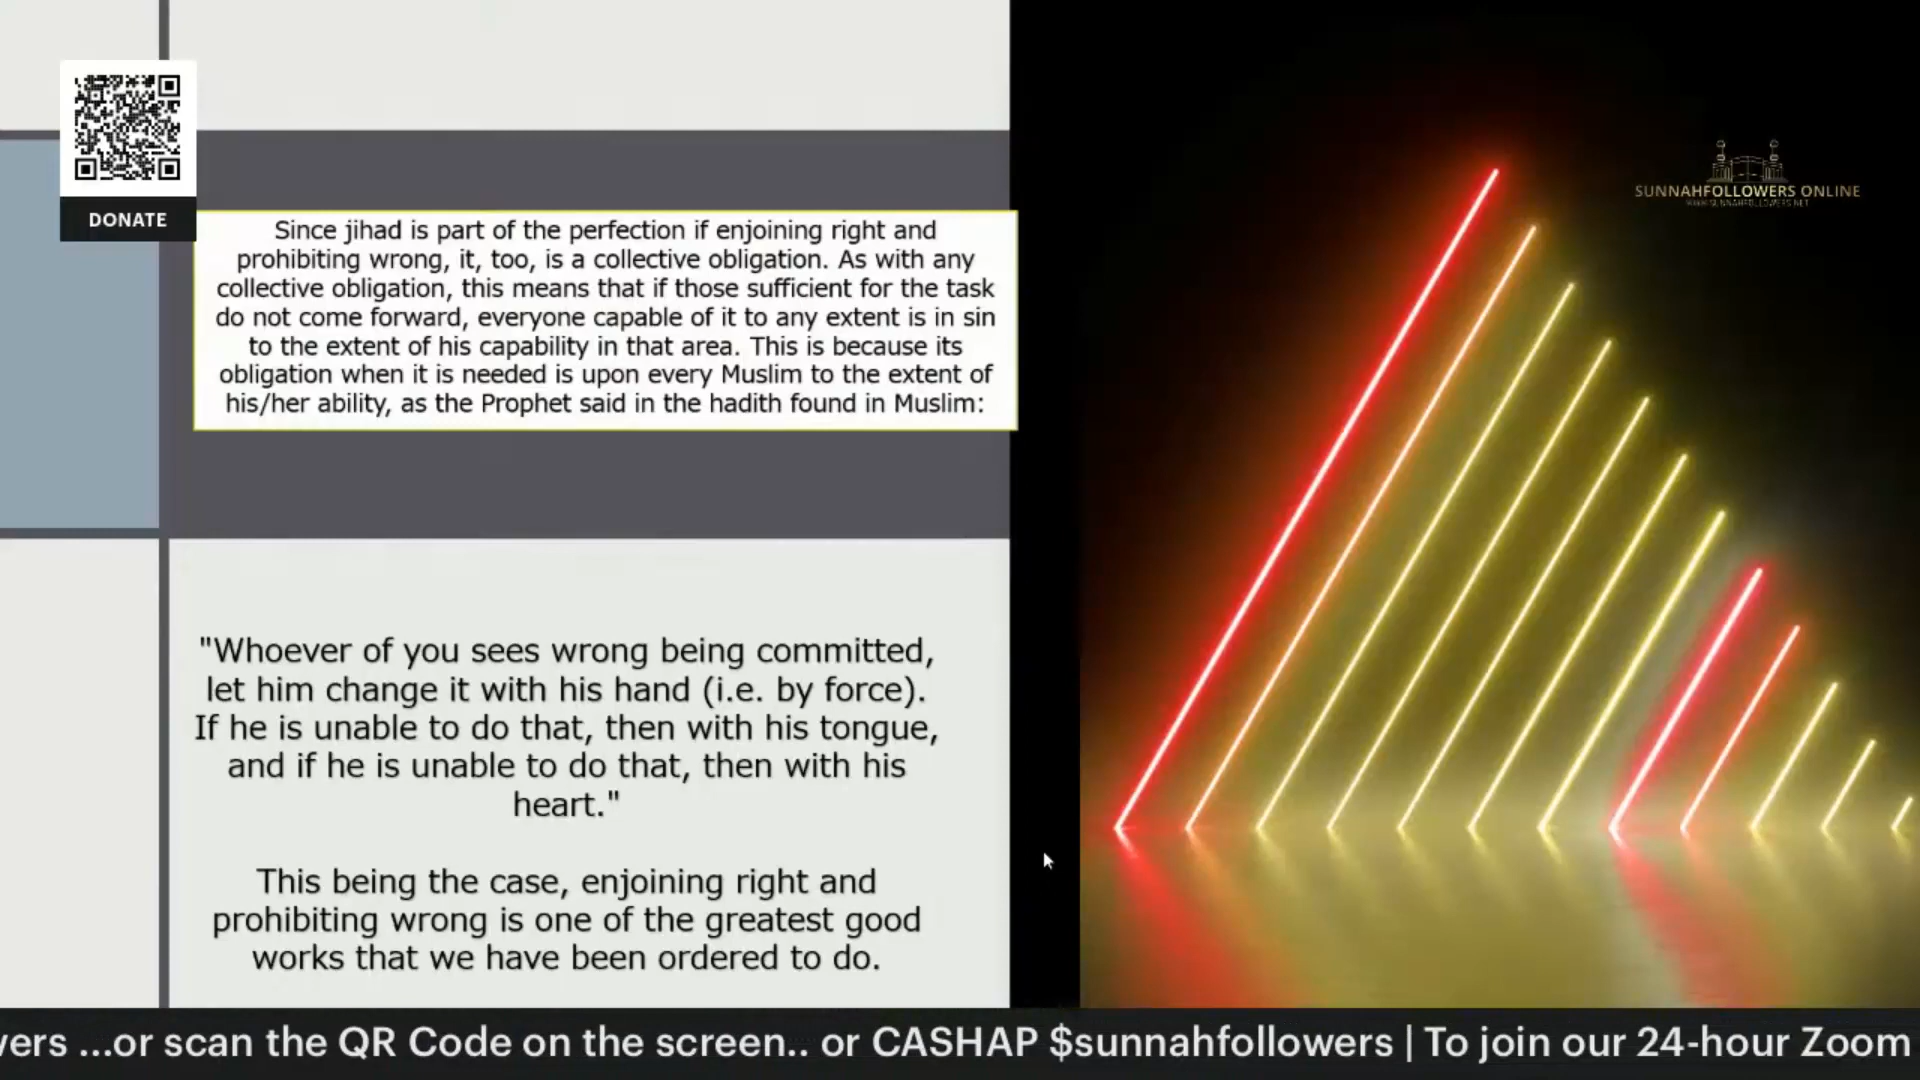 DONATE
Since jihad is part of the perfection if enjoining right and
prohibiting wrong, it, too, is a collective obligation. As with any
collective obligation, this means that if those sufficient for the task
do not come forward, everyone capable of it to any extent is in sin
to the extent of his capability in that area. This is because its
obligation when it is needed is upon every Muslim to the extent of
his/her ability, as the Prophet said in the hadith found in Muslim:
"Whoever of you sees wrong being committed,
let him change it with his hand (i.e. by force).
If he is unable to do that, then with his tongue,
and if he is unable to do that, then with his
heart."
This being the case, enjoining right and
prohibiting wrong is one of the greatest good
works that we have been ordered to do.
SUNNAHFOLLOWERS ONLINE
WWW.SUNNAHFOLLOWERS.NET
wers ...or scan the QR Code on the screen.. or CASHAP $sunnahfollowers | To join our 24-hour Zoom